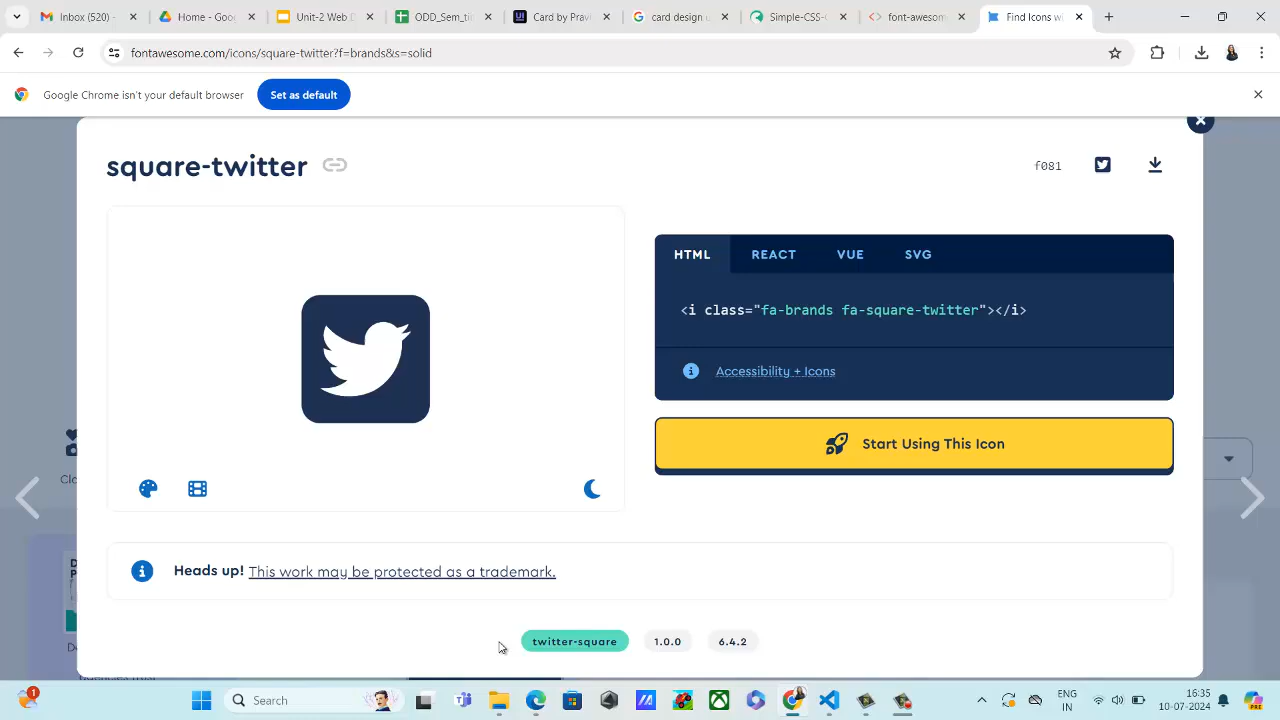 Gmail - Inbox (1,0
Home - Goo
Unit-2 Web D
ODD_Sem_ti
Card by Prav
card design
Simple-CSS-
font-awesom
Find Icons w
fontawesome.com/icons/square-twitter?f=brands&s=solid
Google Chrome isn't your default browser
Set as default
square-twitter
f081
HTML REACT VUE SVG
<i class="fa-brands fa-square-twitter"></i>
Accessibility + Icons
Start Using This Icon
Cla
Heads up! This work may be protected as a trademark.
twitter-square 1.0.0 6.4.2
Search
ENG
IN
16:35
10-07-2024